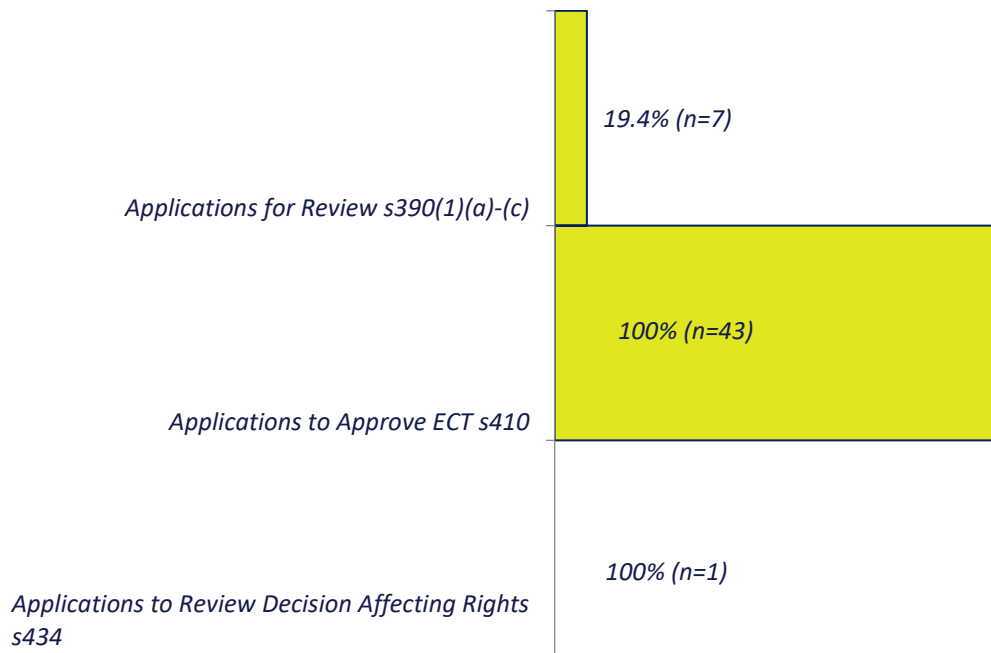 19.4% (n=7)
Applications for Review s390(1)(a)-(c)
100% (n=43)
Applications to Approve ECT s410
100% (n=1)
Applications to Review Decision Affecting Rights
s434